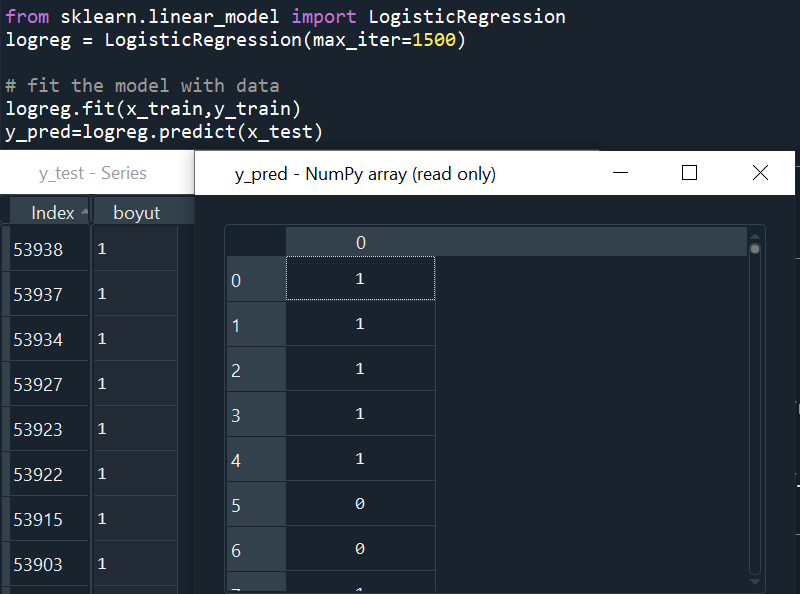 from sklearn.linear_model import LogisticRegression
logreg = LogisticRegression(max_iter=1500)
# fit the model with data
logreg.fit(x_train,y_train)
y_pred=logreg.predict(x_test)
y_test - Series
y_pred - NumPy array (read only)
Index boyut
53938 1
53937 1
53934 1
53927 1
53923 1
53922 1
53915 1
53903 1
0
0 1
1 1
2 1
3 1
4 1
5 0
6 0